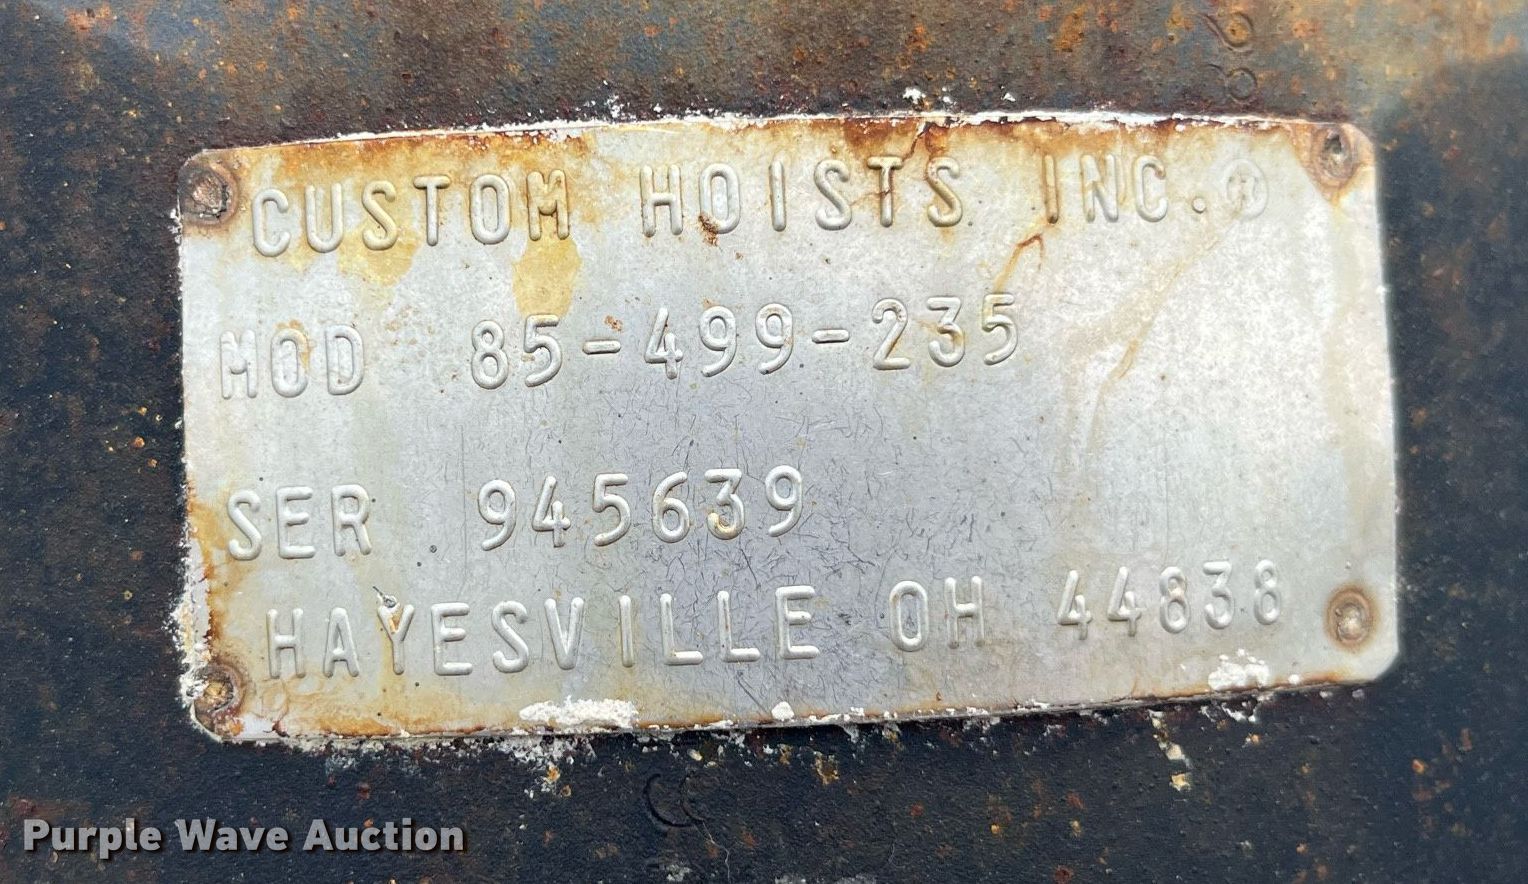 CUSTOM HOISTS INC.®
MOD 85-499-235
SER 945639
HAYESVILLE OH 44838
Purple Wave Auction